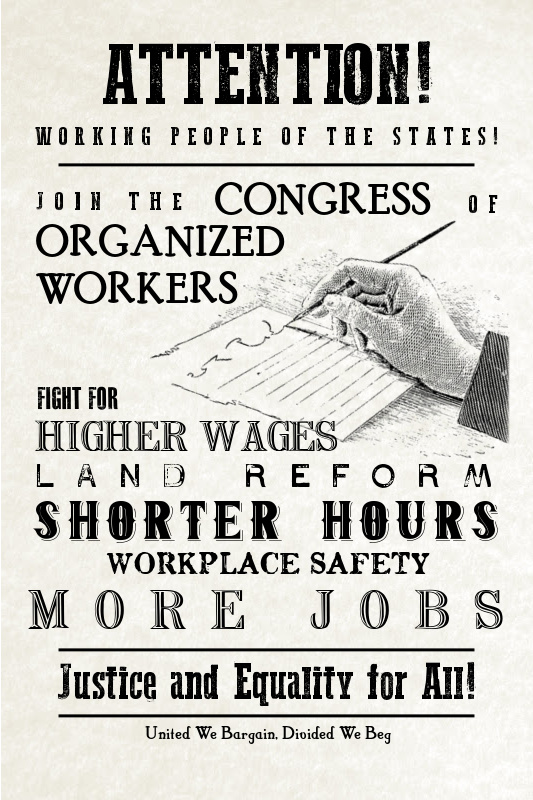 ATTENTION!
WORKING PEOPLE OF THE STATES!
JOIN THE CONGRESS OF
ORGANIZED
WORKERS
FIGHT FOR
HIGHER WAGES
LAND REFORM
SHORTER HOURS
WORKPLACE SAFETY
MORE JOBS
Justice and Equality for All!
United We Bargain, Divided We Beg